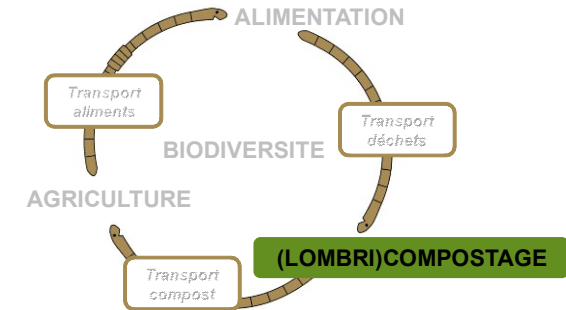 ALIMENTATION
Transport
aliments
Transport
déchets
BIODIVERSITE
AGRICULTURE
(LOMBRI)COMPOSTAGE
Transport
compost